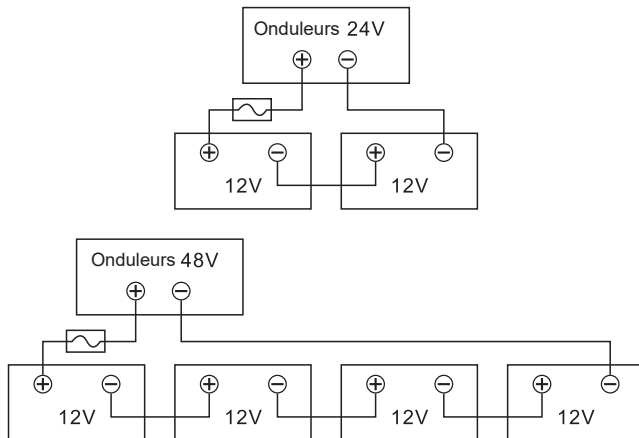 Onduleurs 24V
+ −
+ − + −
12V 12V
Onduleurs 48V
+ −
+ − + − + − + −
12V 12V 12V 12V